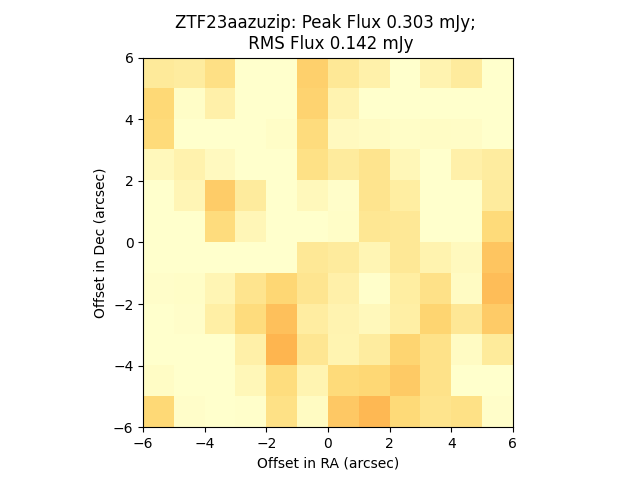 ZTF23aazuzip: Peak Flux 0.303 mJy;
RMS Flux 0.142 mJy
6
4
2
0
−2
−4
−6
Offset in Dec (arcsec)
−6 −4 −2 0 2 4 6
Offset in RA (arcsec)